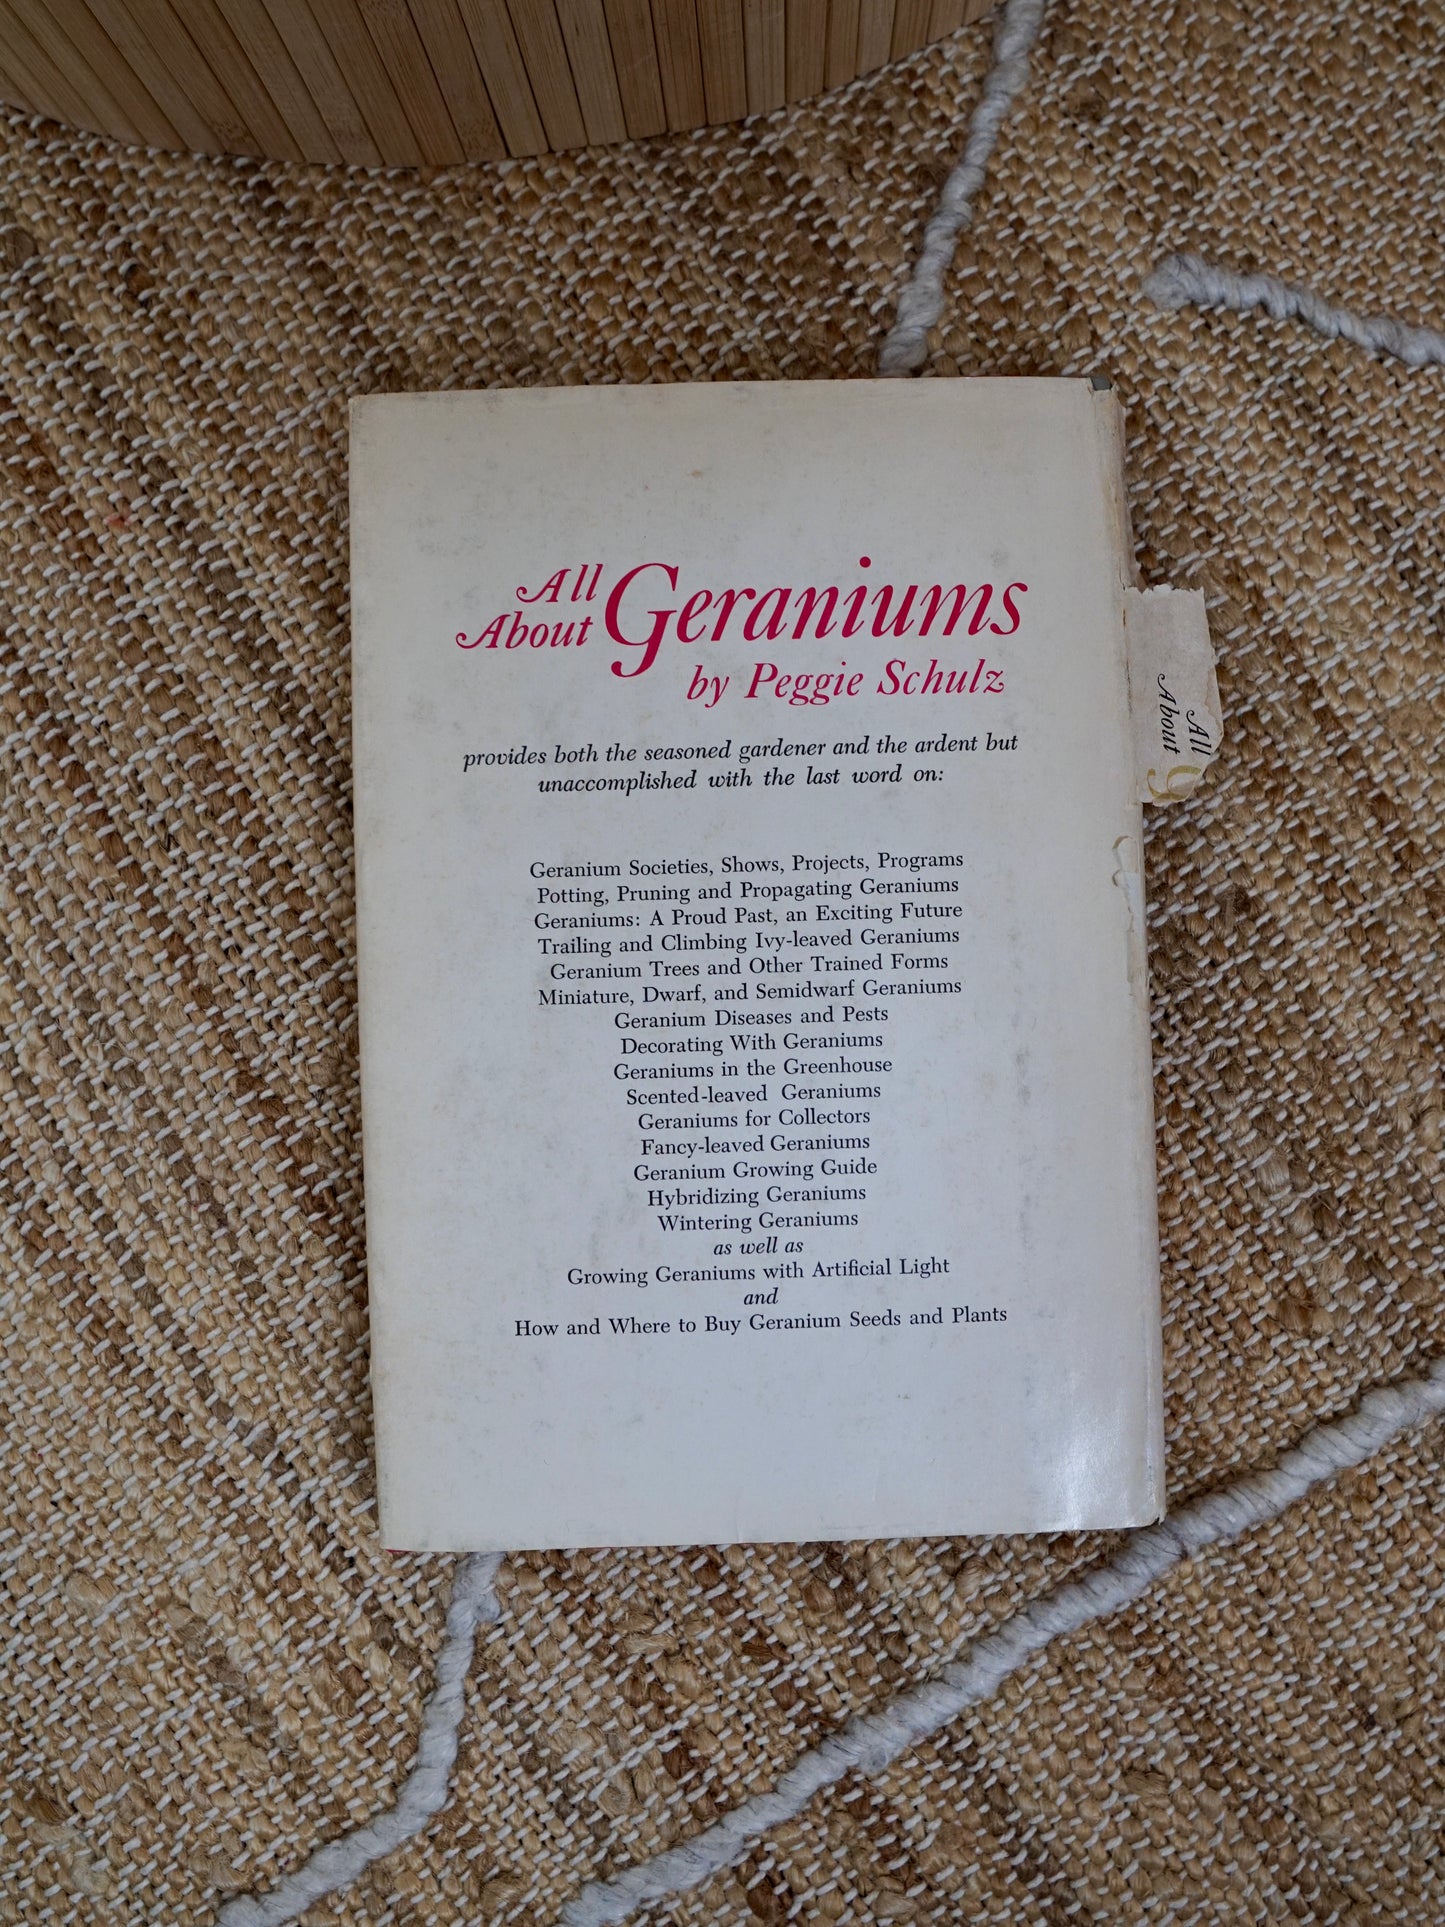 All
About Geraniums
by Peggie Schulz
provides both the seasoned gardener and the ardent but
unaccomplished with the last word on:
Geranium Societies, Shows, Projects, Programs
Potting, Pruning and Propagating Geraniums
Geraniums: A Proud Past, an Exciting Future
Trailing and Climbing Ivy-leaved Geraniums
Geranium Trees and Other Trained Forms
Miniature, Dwarf, and Semidwarf Geraniums
Geranium Diseases and Pests
Decorating With Geraniums
Geraniums in the Greenhouse
Scented-leaved Geraniums
Geraniums for Collectors
Fancy-leaved Geraniums
Geranium Growing Guide
Hybridizing Geraniums
Wintering Geraniums
as well as
Growing Geraniums with Artificial Light
and
How and Where to Buy Geranium Seeds and Plants
All
About